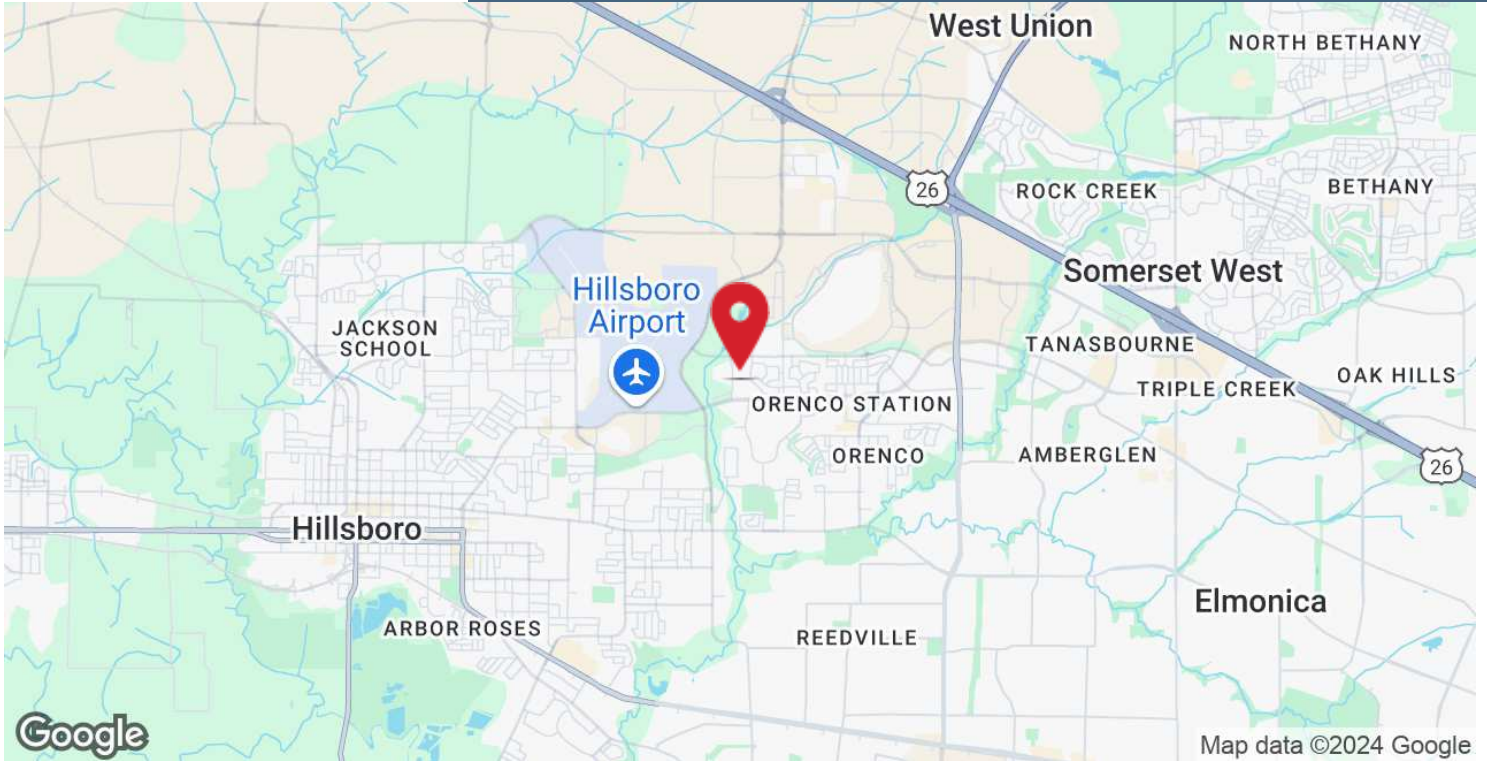 West Union
NORTH BETHANY
26
ROCK CREEK
BETHANY
Somerset West
Hillsboro
Airport
JACKSON
SCHOOL
TANASBOURNE
TRIPLE CREEK
OAK HILLS
ORENCO STATION
ORENCO
AMBERGLEN
26
Hillsboro
Elmonica
ARBOR ROSES
REEDVILLE
Google
Map data ©2024 Google